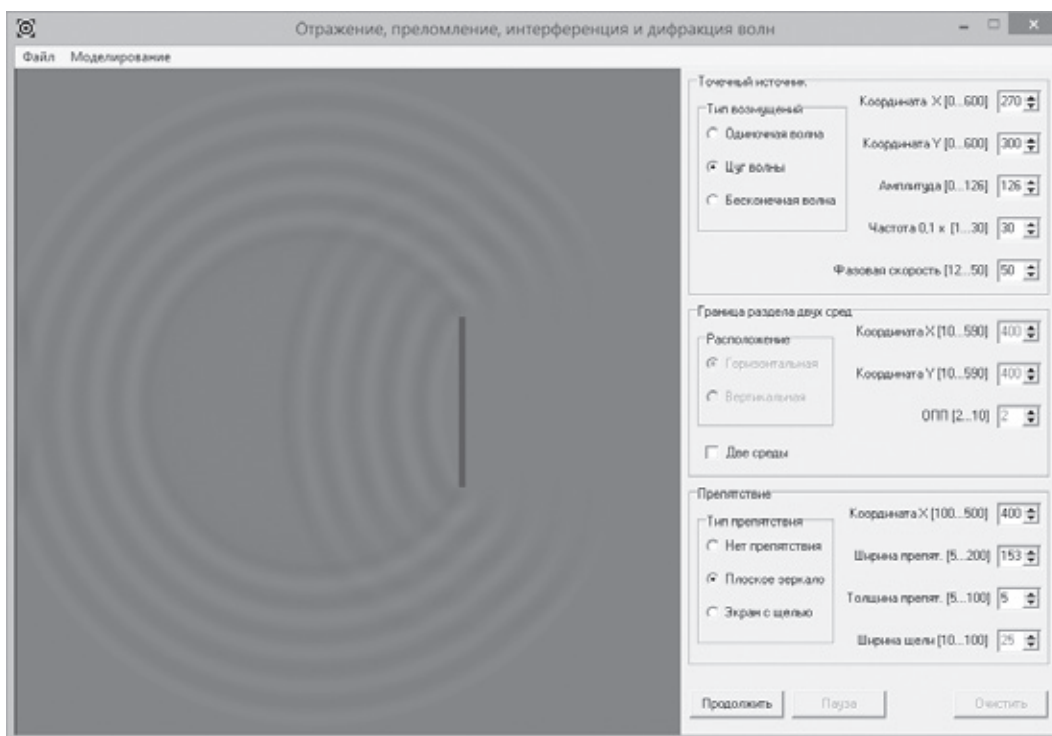 Отражение, преломление, интерференция и дифракция волн
Файл Моделирование
Точечный источник.
Тип возмущений
Одиночная волна
Цуг волны
Бесконечная волна
Координата X [0...600] 270
Координата Y [0...600] 300
Амплитуда [0...126] 126
Частота 0,1 x [1...30] 30
Фазовая скорость [12...50] 50
Граница раздела двух сред
Расположение
Горизонтальная
Вертикальная
Две среды
Координата X [10...590] 400
Координата Y [10...590] 400
ОПП [2...10] 2
Препятствие
Тип препятствия
Нет препятствия
Плоское зеркало
Экран с щелью
Координата X [100...500] 400
Ширина препят. [5...200] 153
Толщина препят. [5...100] 5
Ширина щели [10...100] 25
Продолжить Пауза Очистить